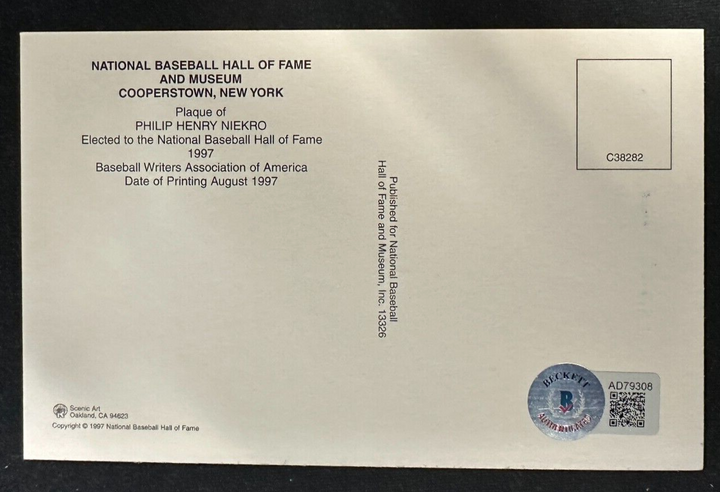 NATIONAL BASEBALL HALL OF FAME
AND MUSEUM
COOPERSTOWN, NEW YORK
Plaque of
PHILIP HENRY NIEKRO
Elected to the National Baseball Hall of Fame
1997
Baseball Writers Association of America
Date of Printing August 1997
Published for National Baseball
Hall of Fame and Museum, Inc. 13326
C38282
Scenic Art
Oakland, CA 94623
Copyright © 1997 National Baseball Hall of Fame
BECKETT
B
AD79308